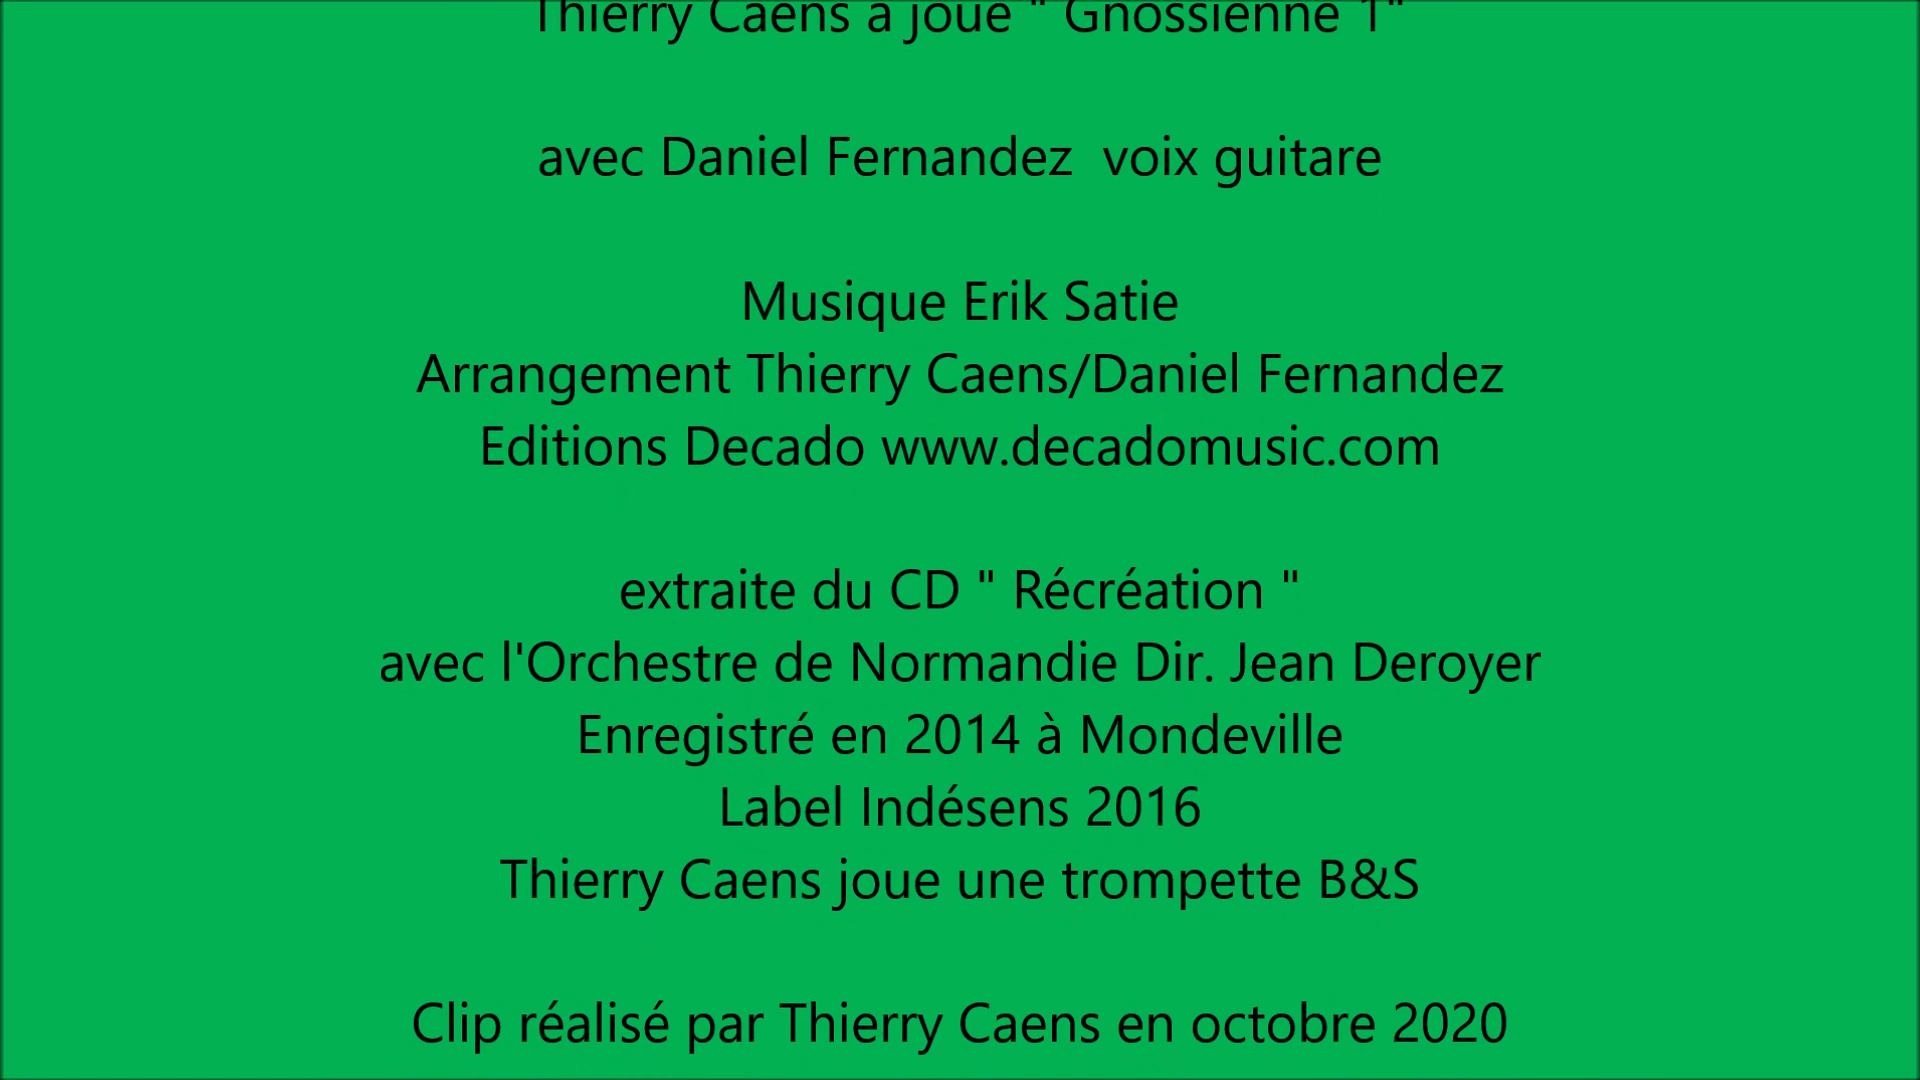 Thierry Caens a joué " Gnossienne 1"
avec Daniel Fernandez  voix guitare
Musique Erik Satie
Arrangement Thierry Caens/Daniel Fernandez
Editions Decado www.decadomusic.com
extraite du CD " Récréation "
avec l'Orchestre de Normandie Dir. Jean Deroyer
Enregistré en 2014 à Mondeville
Label Indésens 2016
Thierry Caens joue une trompette B&S
Clip réalisé par Thierry Caens en octobre 2020